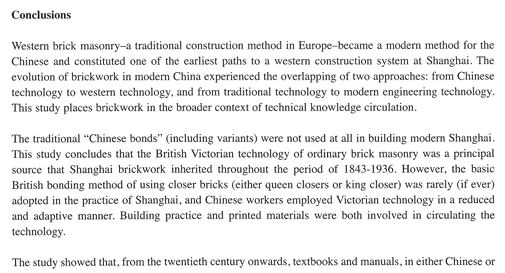 Conclusions
Western brick masonry–a traditional construction method in Europe–became a modern method for the
Chinese and constituted one of the earliest paths to a western construction system at Shanghai. The
evolution of brickwork in modern China experienced the overlapping of two approaches: from Chinese
technology to western technology, and from traditional technology to modern engineering technology.
This study places brickwork in the broader context of technical knowledge circulation.
The traditional “Chinese bonds” (including variants) were not used at all in building modern Shanghai.
This study concludes that the British Victorian technology of ordinary brick masonry was a principal
source that Shanghai brickwork inherited throughout the period of 1843-1936. However, the basic
British bonding method of using closer bricks (either queen closers or king closer) was rarely (if ever)
adopted in the practice of Shanghai, and Chinese workers employed Victorian technology in a reduced
and adaptive manner. Building practice and printed materials were both involved in circulating the
technology.
The study showed that, from the twentieth century onwards, textbooks and manuals, in either Chinese or